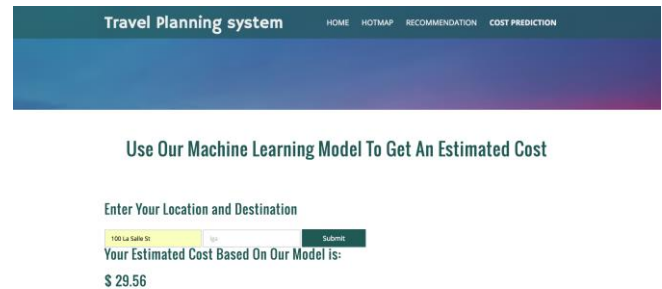 Travel Planning system
HOME HOTMAP RECOMMENDATION COST PREDICTION
Use Our Machine Learning Model To Get An Estimated Cost
Enter Your Location and Destination
100 La Salle St Submit
Your Estimated Cost Based On Our Model is:
$ 29.56